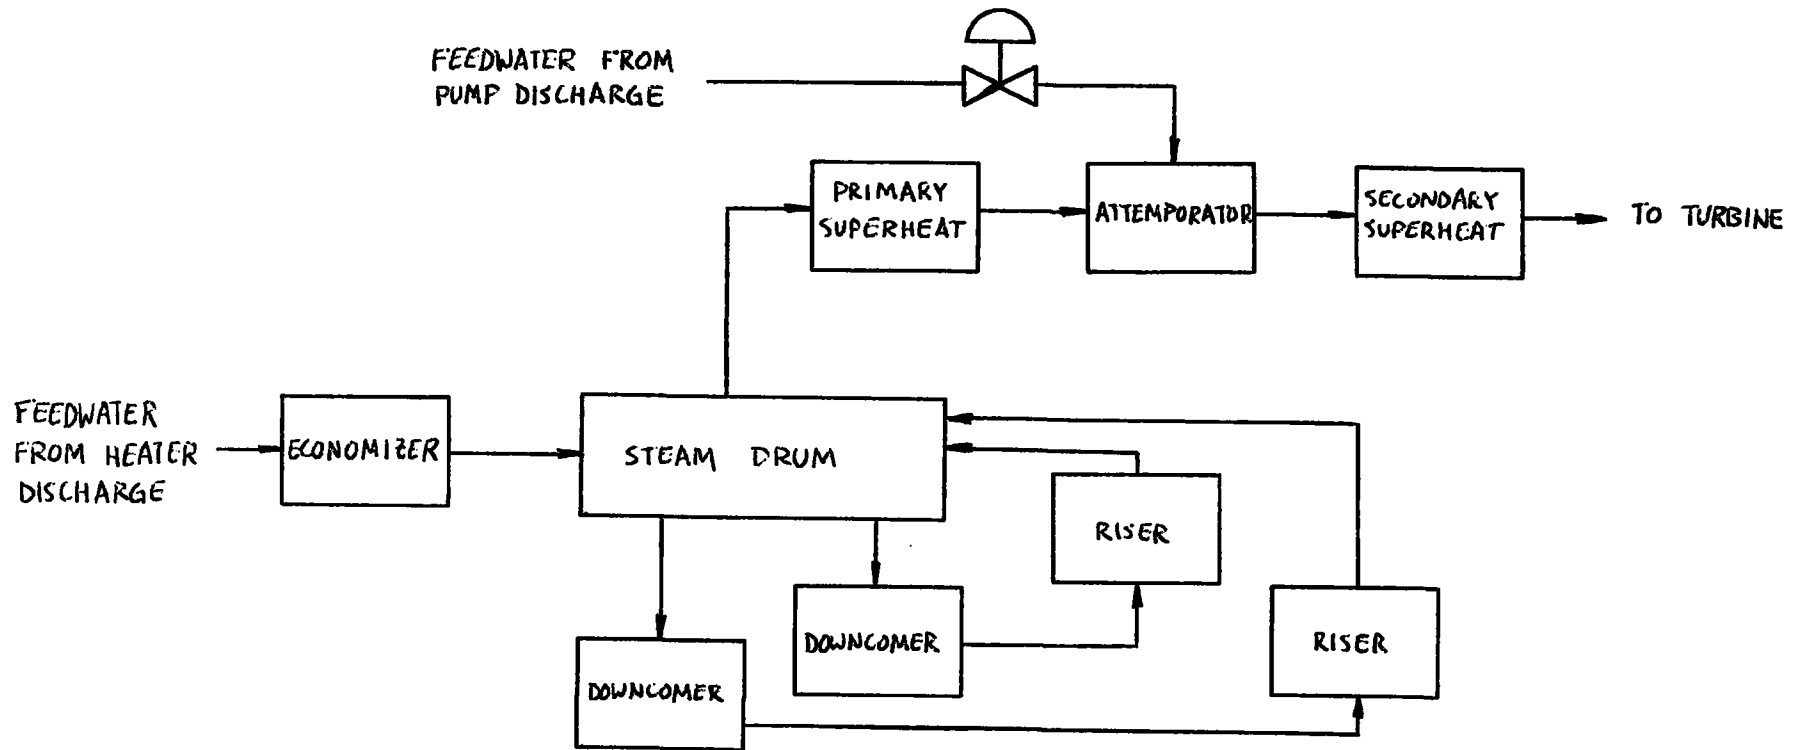 FEEDWATER FROM
PUMP DISCHARGE
PRIMARY
SUPERHEAT
ATTEMPORATOR
SECONDARY
SUPERHEAT
TO TURBINE
FEEDWATER
FROM HEATER
DISCHARGE
ECONOMIZER
STEAM DRUM
RISER
DOWNCOMER
RISER
DOWNCOMER